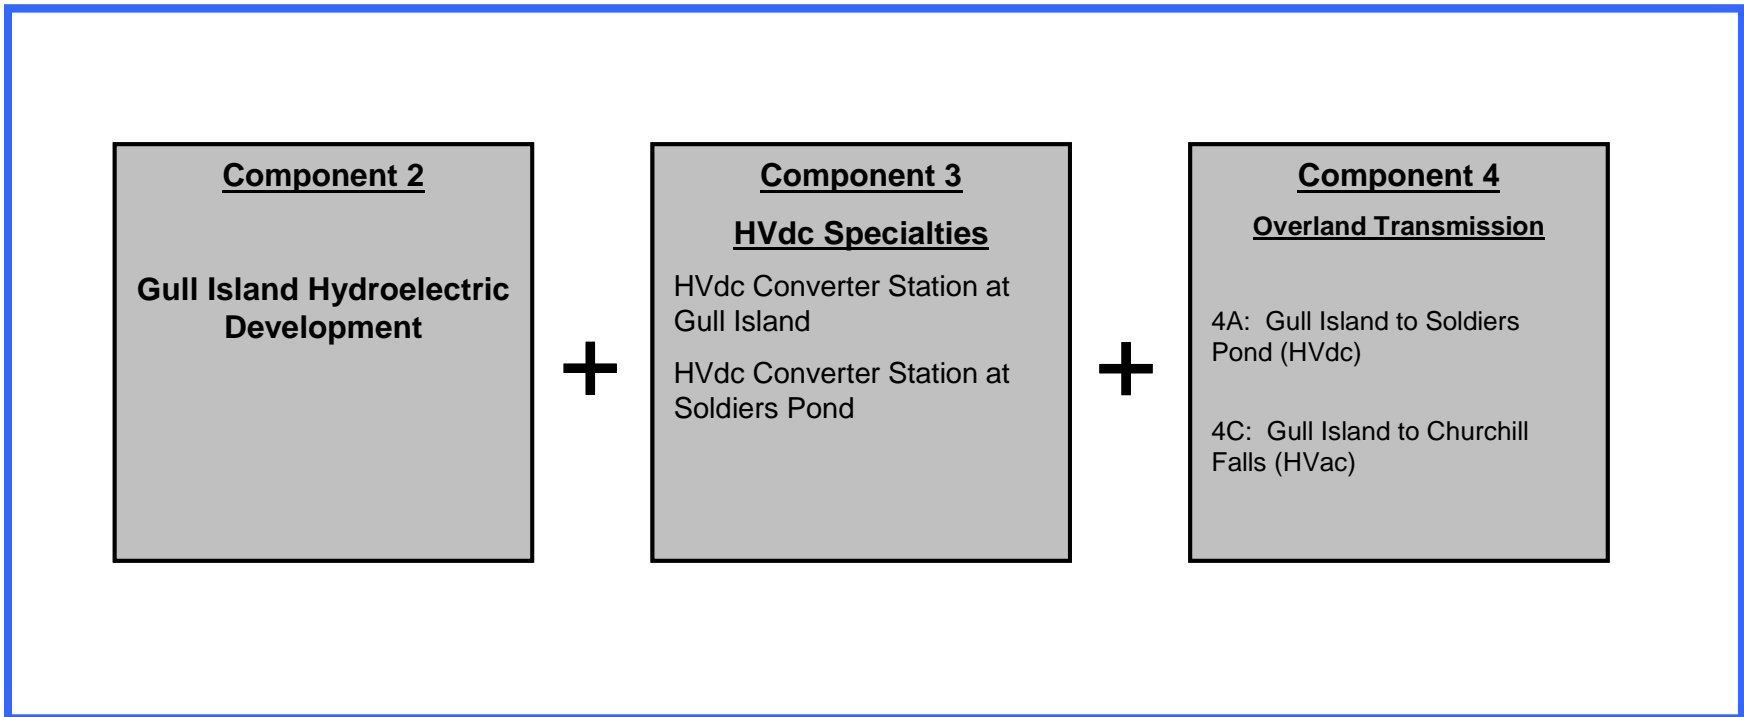 Component 2
Gull Island Hydroelectric
Development
+
Component 3
HVdc Specialties
HVdc Converter Station at
Gull Island
HVdc Converter Station at
Soldiers Pond
+
Component 4
Overland Transmission
4A:  Gull Island to Soldiers
Pond (HVdc)
4C:  Gull Island to Churchill
Falls (HVac)